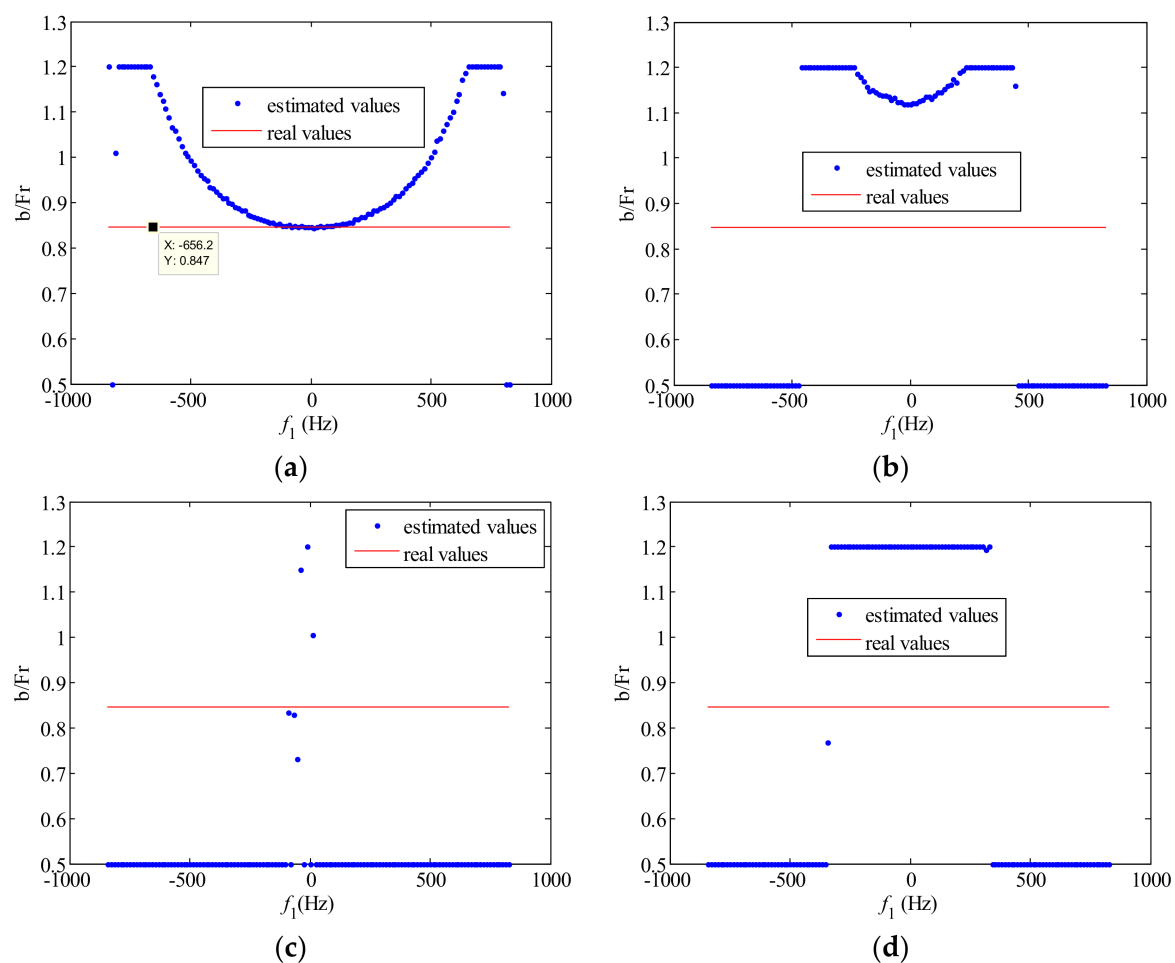 1.3
1.2
1.1
1
0.9
0.8
0.7
0.6
0.5
b/Fr
-1000
-500
0
500
1000
f1 (Hz)
estimated values
real values
X: -656.2
Y: 0.847
(a)
1.3
1.2
1.1
1
0.9
0.8
0.7
0.6
0.5
b/Fr
-1000
-500
0
500
1000
f1(Hz)
estimated values
real values
(b)
1.3
1.2
1.1
1
0.9
0.8
0.7
0.6
0.5
b/Fr
-1000
-500
0
500
1000
f1(Hz)
estimated values
real values
(c)
1.3
1.2
1.1
1
0.9
0.8
0.7
0.6
0.5
b/Fr
-1000
-500
0
500
1000
f1(Hz)
estimated values
real values
(d)